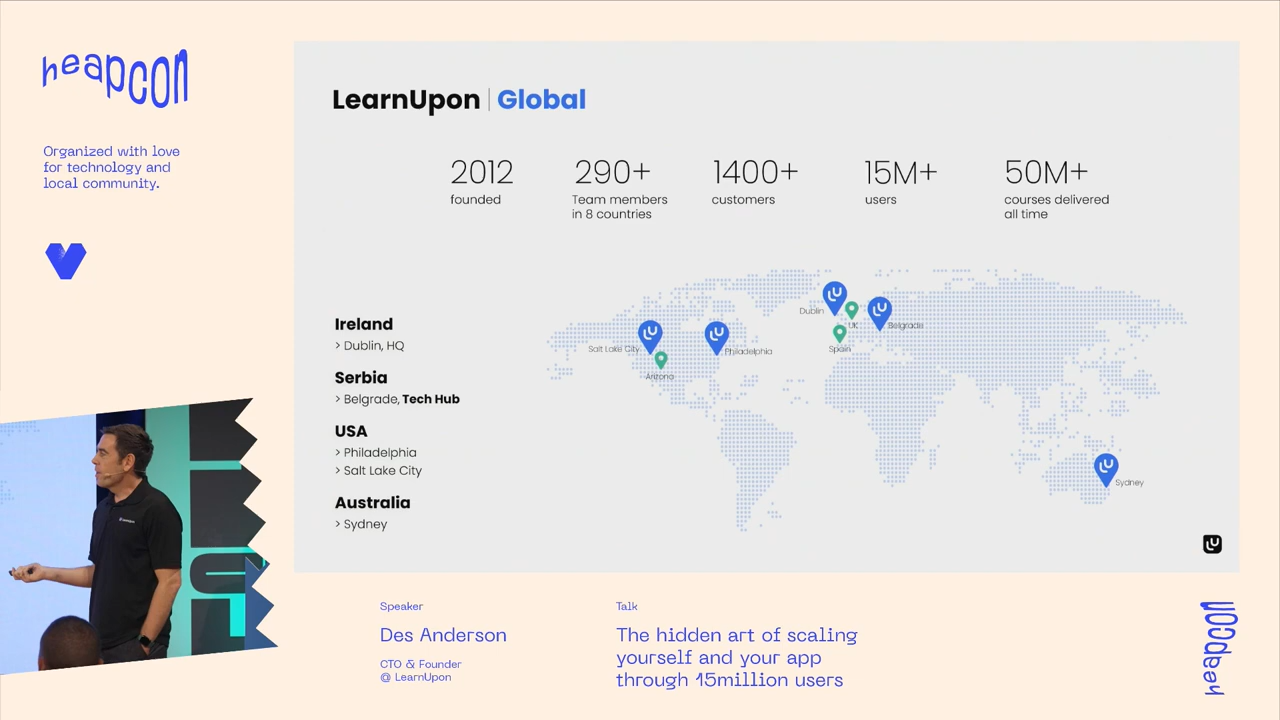 heapcon
Organized with love
for technology and
local community.
LearnUpon | Global
2012
founded
290+
Team members
in 8 countries
1400+
customers
15M+
users
50M+
courses delivered
all time
Ireland
> Dublin, HQ
Serbia
> Belgrade, Tech Hub
USA
> Philadelphia
> Salt Lake City
Australia
> Sydney
Dublin
UK
Belgrade
Spain
Salt Lake City
Philadelphia
Arizona
Sydney
Speaker
Des Anderson
CTO & Founder
@ LearnUpon
Talk
The hidden art of scaling
yourself and your app
through 15million users
heapcon